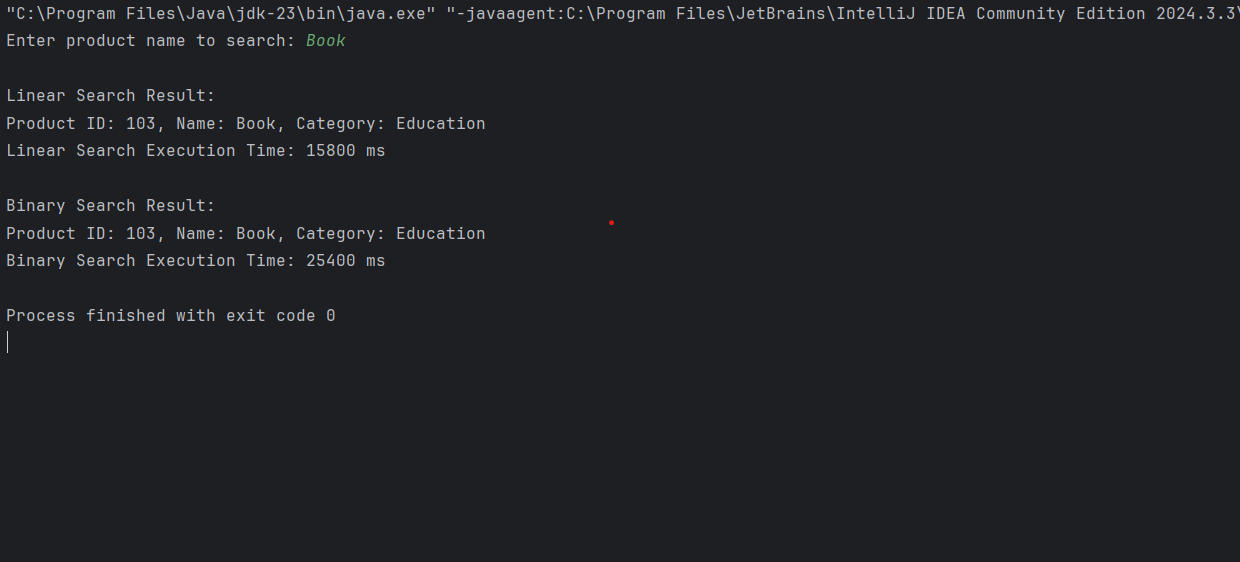 "C:\Program Files\Java\jdk-23\bin\java.exe" "-javaagent:C:\Program Files\JetBrains\IntelliJ IDEA Community Edition 2024.3.3\
Enter product name to search: Book
Linear Search Result:
Product ID: 103, Name: Book, Category: Education
Linear Search Execution Time: 15800 ms
Binary Search Result:
Product ID: 103, Name: Book, Category: Education
Binary Search Execution Time: 25400 ms
Process finished with exit code 0